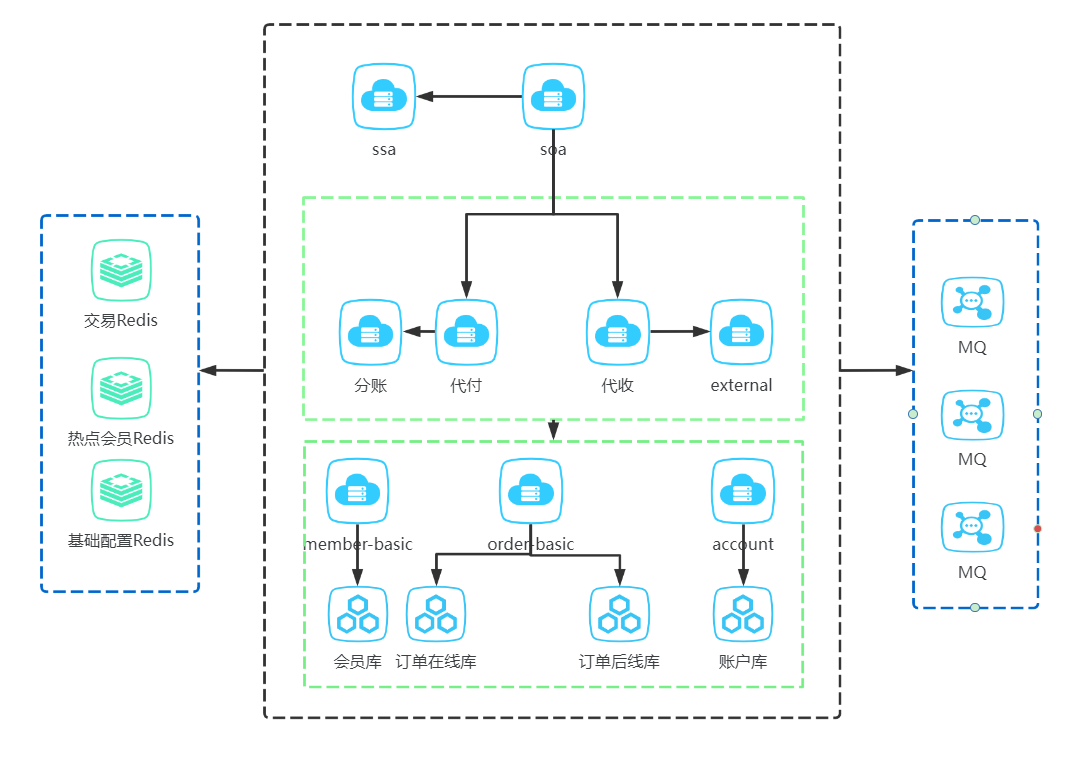 ssa
soa
交易Redis
热点会员Redis
基础配置Redis
分账
代付
代收
external
member-basic
order-basic
account
会员库
订单在线库
订单后线库
账户库
MQ
MQ
MQ